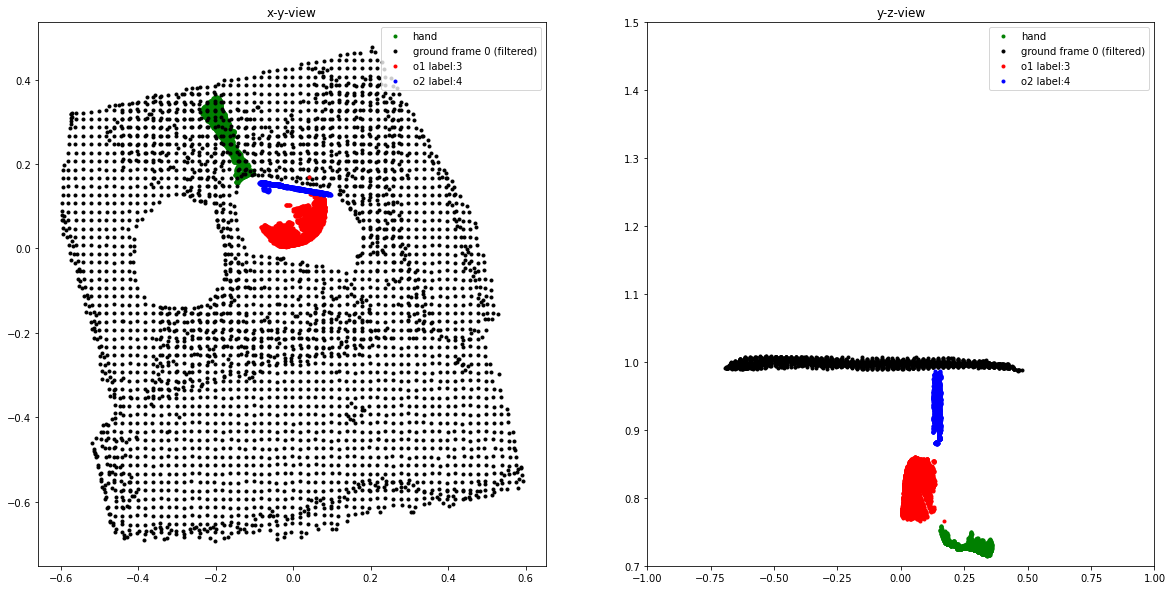 x-y-view
hand
ground frame 0 (filtered)
o1 label:3
o2 label:4
0.4
0.2
0.0
−0.2
−0.4
−0.6
−0.6 −0.4 −0.2 0.0 0.2 0.4 0.6
y-z-view
hand
ground frame 0 (filtered)
o1 label:3
o2 label:4
1.5
1.4
1.3
1.2
1.1
1.0
0.9
0.8
0.7
−1.00 −0.75 −0.50 −0.25 0.00 0.25 0.50 0.75 1.00